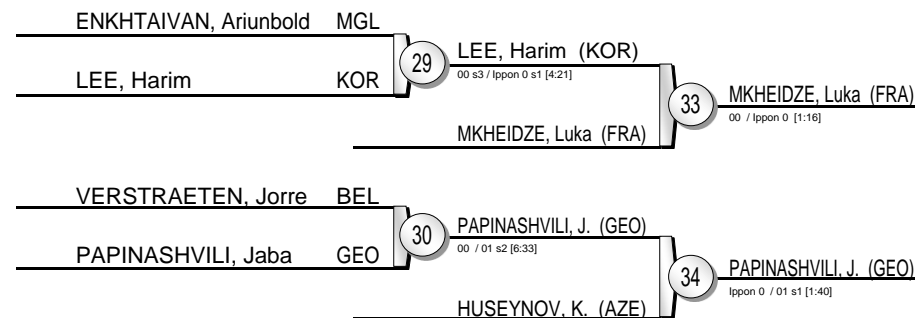 ENKHTAIVAN, Ariunbold MGL
LEE, Harim KOR
29
LEE, Harim (KOR)
00 s3 / Ippon 0 s1 [4:21]
MKHEIDZE, Luka (FRA)
33
MKHEIDZE, Luka (FRA)
00 / Ippon 0 [1:16]
VERSTRAETEN, Jorre BEL
PAPINASHVILI, Jaba GEO
30
PAPINASHVILI, J. (GEO)
00 / 01 s2 [6:33]
HUSEYNOV, K. (AZE)
34
PAPINASHVILI, J. (GEO)
Ippon 0 / 01 s1 [1:40]